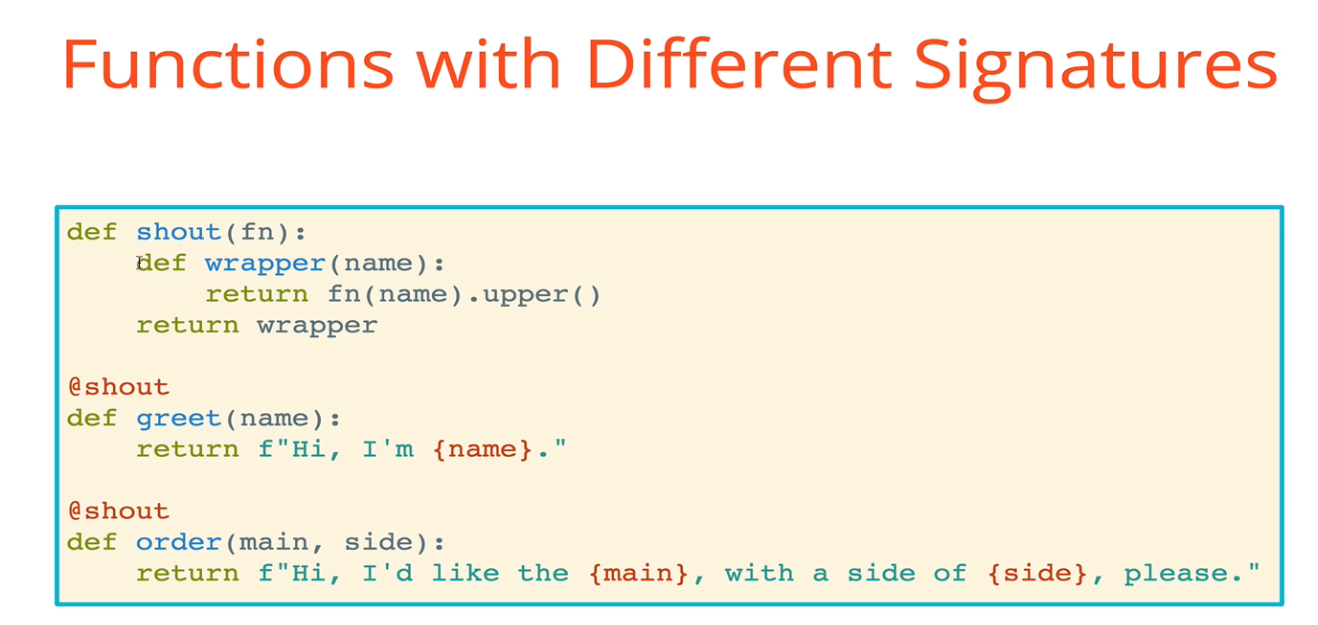 Functions with Different Signatures
def shout(fn):
    def wrapper(name):
        return fn(name).upper()
    return wrapper
@shout
def greet(name):
    return f"Hi, I'm {name}."
@shout
def order(main, side):
    return f"Hi, I'd like the {main}, with a side of {side}, please."